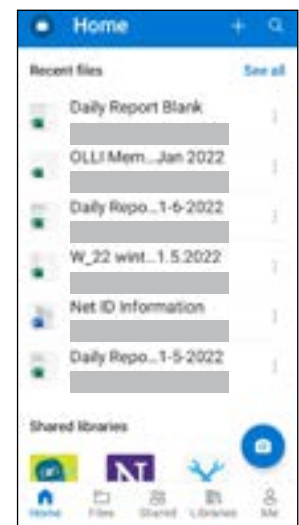 Home
Recent files See all
Daily Report Blank
OLLI Mem...Jan 2022
Daily Repo...1-6-2022
W_22 wint...1.5.2022
Net ID Information
Daily Repo...1-5-2022
Shared libraries
N
Home Files Shared Libraries Me